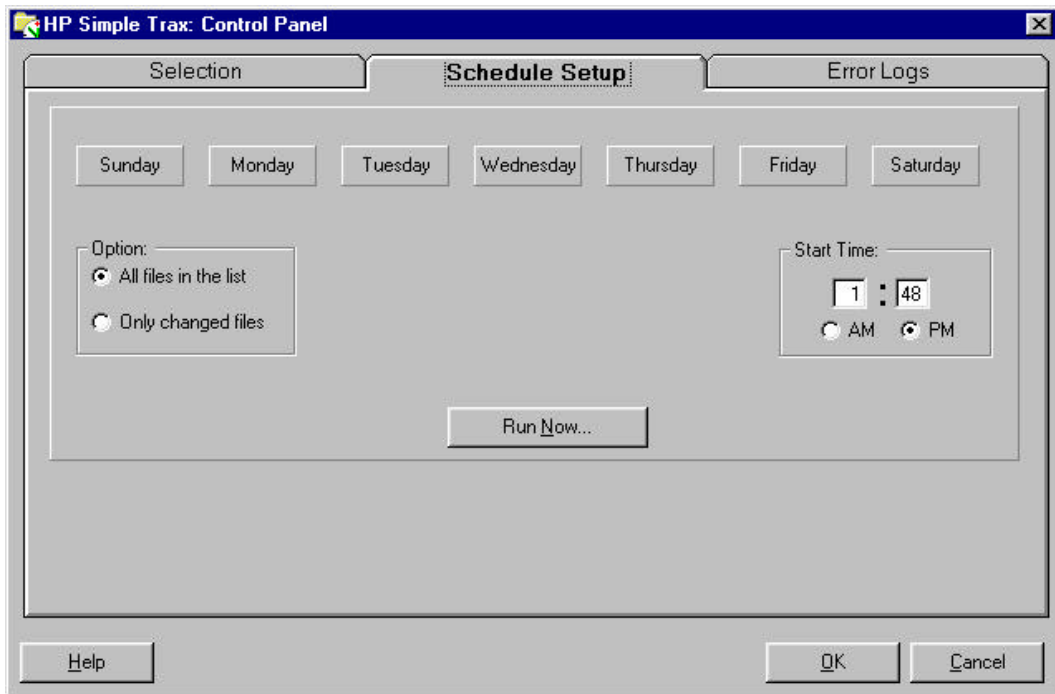 HP Simple Trax: Control Panel
Selection Schedule Setup Error Logs
Sunday Monday Tuesday Wednesday Thursday Friday Saturday
Option:
All files in the list
Only changed files
Start Time:
1 : 48
AM PM
Run Now...
Help OK Cancel